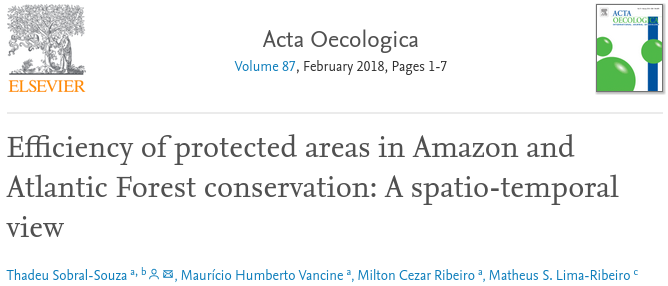 Acta Oecologica
Volume 87, February 2018, Pages 1-7
ELSEVIER
ACTA
OECOLOGICA
Efficiency of protected areas in Amazon and
Atlantic Forest conservation: A spatio-temporal
view
Thadeu Sobral-Souza a, b, Maurício Humberto Vancine a, Milton Cezar Ribeiro a, Matheus S. Lima-Ribeiro c